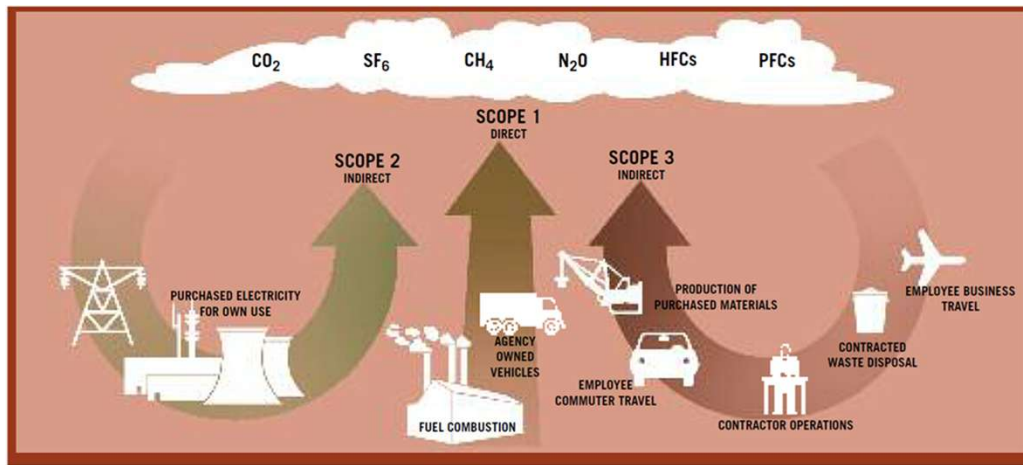 CO₂ SF₆ CH₄ N₂O HFCs PFCs
SCOPE 1
DIRECT
SCOPE 2
INDIRECT
SCOPE 3
INDIRECT
PURCHASED ELECTRICITY
FOR OWN USE
FUEL COMBUSTION
AGENCY
OWNED
VEHICLES
PRODUCTION OF
PURCHASED MATERIALS
EMPLOYEE
COMMUTER TRAVEL
CONTRACTOR OPERATIONS
CONTRACTED
WASTE DISPOSAL
EMPLOYEE BUSINESS
TRAVEL